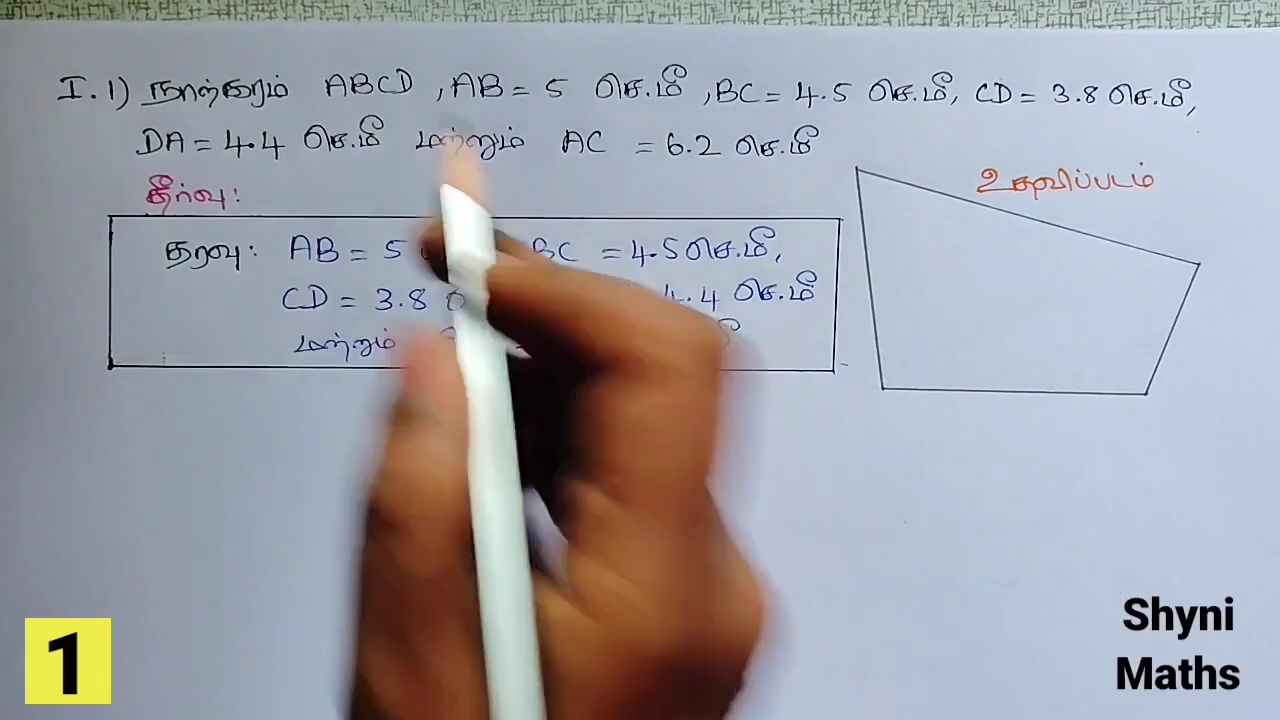 I. 1) நாற்கரம் ABCD , AB = 5 செ.மீ , BC = 4.5 செ.மீ, CD = 3.8 செ.மீ,
DA = 4.4 செ.மீ மற்றும் AC = 6.2 செ.மீ
தீர்வு:
உதவிப்படம்
தரவு: AB = 5 BC = 4.5 செ.மீ,
CD = 3.8 4.4 செ.மீ
மற்றும்
1
Shyni
Maths